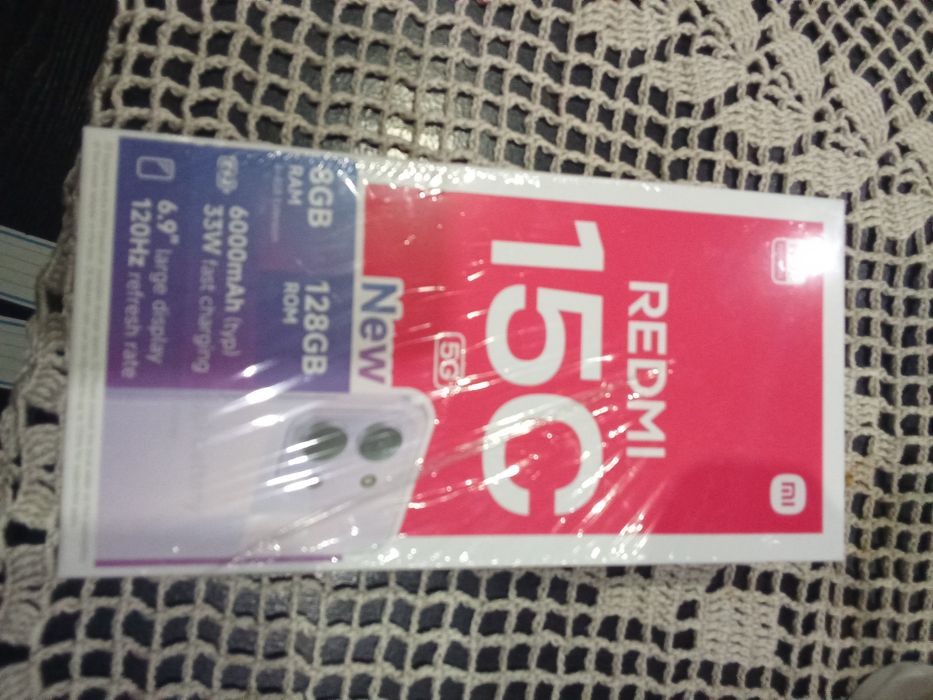 REDMI
15C
5G
New
8GB
RAM
128GB
ROM
6000mAh (typ)
33W fast charging
6.9" large display
120Hz refresh rate